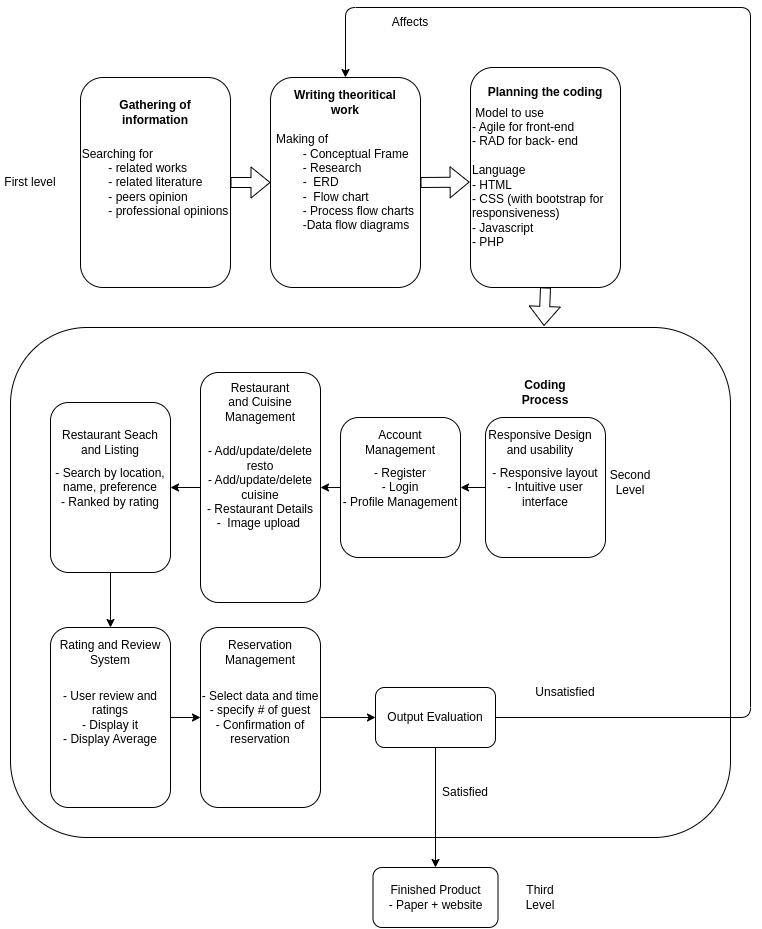 Affects
First level
Gathering of
information
Searching for
- related works
- related literature
- peers opinion
- professional opinions
Writing theoritical
work
Making of
- Conceptual Frame
- Research
- ERD
- Flow chart
- Process flow charts
-Data flow diagrams
Planning the coding
Model to use
- Agile for front-end
- RAD for back- end
Language
- HTML
- CSS (with bootstrap for
responsiveness)
- Javascript
- PHP
Coding
Process
Second
Level
Responsive Design
and usability
- Responsive layout
- Intuitive user
interface
Account
Management
- Register
- Login
- Profile Management
Restaurant
and Cuisine
Management
- Add/update/delete
resto
- Add/update/delete
cuisine
- Restaurant Details
- Image upload
Restaurant Seach
and Listing
- Search by location,
name, preference
- Ranked by rating
Rating and Review
System
- User review and
ratings
- Display it
- Display Average
Reservation
Management
- Select data and time
- specify # of guest
- Confirmation of
reservation
Output Evaluation
Unsatisfied
Satisfied
Finished Product
- Paper + website
Third
Level